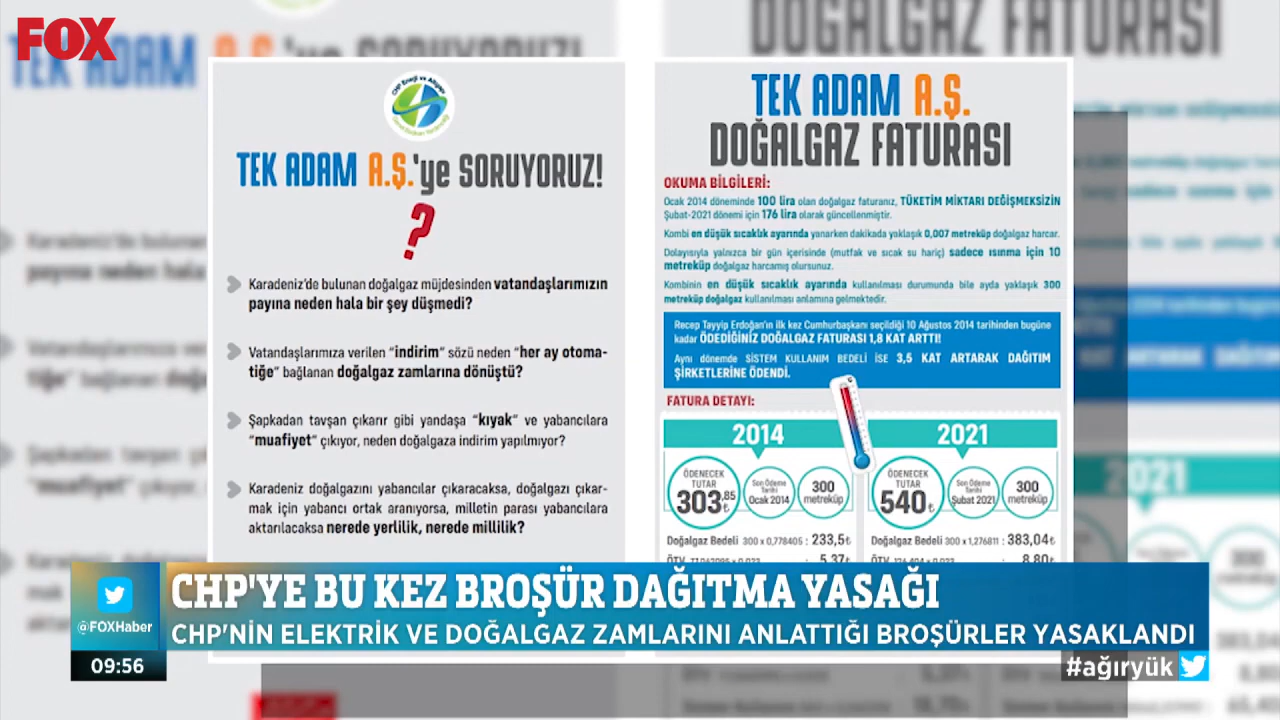 FOX
CHP Enerji ve Altyapı
TEK ADAM A.Ş.'ye SORUYORUZ!
?
Karadeniz'de bulunan doğalgaz müjdesinden vatandaşlarımızın
payına neden hala bir şey düşmedi?
Vatandaşlarımıza verilen "indirim" sözü neden "her ay otoma-
tiğe" bağlanan doğalgaz zamlarına dönüştü?
Şapkadan tavşan çıkarır gibi yandaşa "kıyak" ve yabancılara
"muafiyet" çıkıyor, neden doğalgaza indirim yapılmıyor?
Karadeniz doğalgazını yabancılar çıkaracaksa, doğalgazı çıkar-
mak için yabancı ortak aranıyorsa, milletin parası yabancılara
aktarılacaksa nerede yerlilik, nerede millilik?
TEK ADAM A.Ş.
DOĞALGAZ FATURASI
OKUMA BİLGİLERİ:
Ocak 2014 döneminde 100 lira olan doğalgaz faturanız, TÜKETİM MİKTARI DEĞİŞMEKSİZİN
Şubat-2021 dönemi için 176 lira olarak güncellenmiştir.
Kombi en düşük sıcaklık ayarında yanarken dakikada yaklaşık 0,007 metreküp doğalgaz harcar.
Dolayısıyla yalnızca bir gün içerisinde (mutfak ve sıcak su hariç) sadece ısınma için 10
metreküp doğalgaz harcamış olursunuz.
Kombinin en düşük sıcaklık ayarında kullanılması durumunda bile ayda yaklaşık 300
metreküp doğalgaz kullanılması anlamına gelmektedir.
Recep Tayyip Erdoğan'ın ilk kez Cumhurbaşkanı seçildiği 10 Ağustos 2014 tarihinden bugüne
kadar ÖDEDİĞİNİZ DOĞALGAZ FATURASI 1,8 KAT ARTTI!
Aynı dönemde SİSTEM KULLANIM BEDELİ İSE 3,5 KAT ARTARAK DAĞITIM
ŞİRKETLERİNE ÖDENDİ.
FATURA DETAYI:
2014
ÖDENECEK
TUTAR
303,85₺
Son Ödeme
Tarihi
Ocak 2014
300
metreküp
Doğalgaz Bedeli 300 x 0,778405 : 233,5₺
ÖTV
5,37₺
2021
ÖDENECEK
TUTAR
540₺
Son Ödeme
Tarihi
Şubat 2021
300
metreküp
Doğalgaz Bedeli 300 x 1,276811 : 383,04₺
ÖTV
8,80₺
@FOXHaber
09:56
CHP'YE BU KEZ BROŞÜR DAĞITMA YASAĞI
CHP'NİN ELEKTRİK VE DOĞALGAZ ZAMLARINI ANLATTIĞI BROŞÜRLER YASAKLANDI
#ağıryük